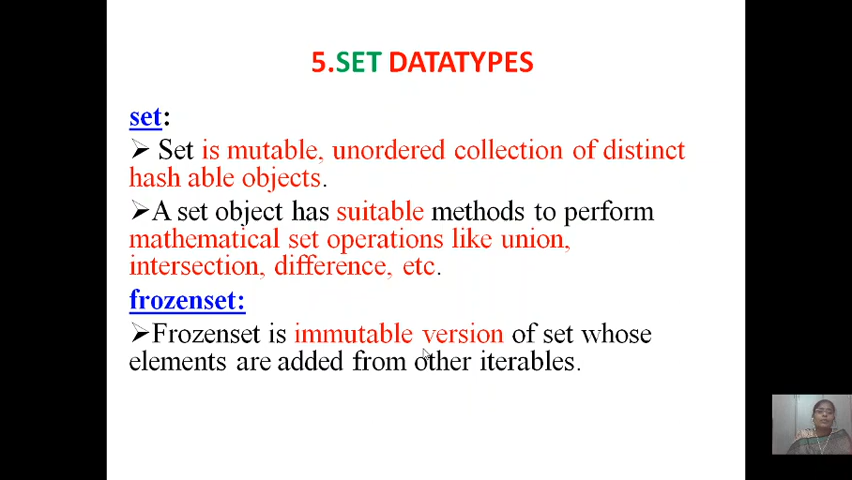 5.SET DATATYPES
set:
➢ Set is mutable, unordered collection of distinct
hash able objects.
➢A set object has suitable methods to perform
mathematical set operations like union,
intersection, difference, etc.
frozenset:
➢Frozenset is immutable version of set whose
elements are added from other iterables.